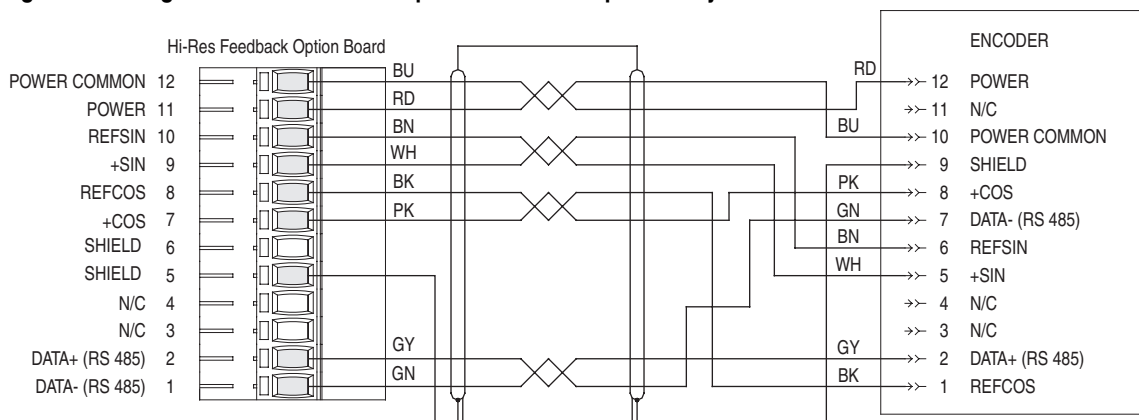 Hi-Res Feedback Option Board
POWER COMMON 12
POWER 11
REFSIN 10
+SIN 9
REFCOS 8
+COS 7
SHIELD 6
SHIELD 5
N/C 4
N/C 3
DATA+ (RS 485) 2
DATA- (RS 485) 1
BU
RD
BN
WH
BK
PK
GY
GN
RD
BU
PK
GN
BN
WH
GY
BK
ENCODER
12 POWER
11 N/C
10 POWER COMMON
9 SHIELD
8 +COS
7 DATA- (RS 485)
6 REFSIN
5 +SIN
4 N/C
3 N/C
2 DATA+ (RS 485)
1 REFCOS